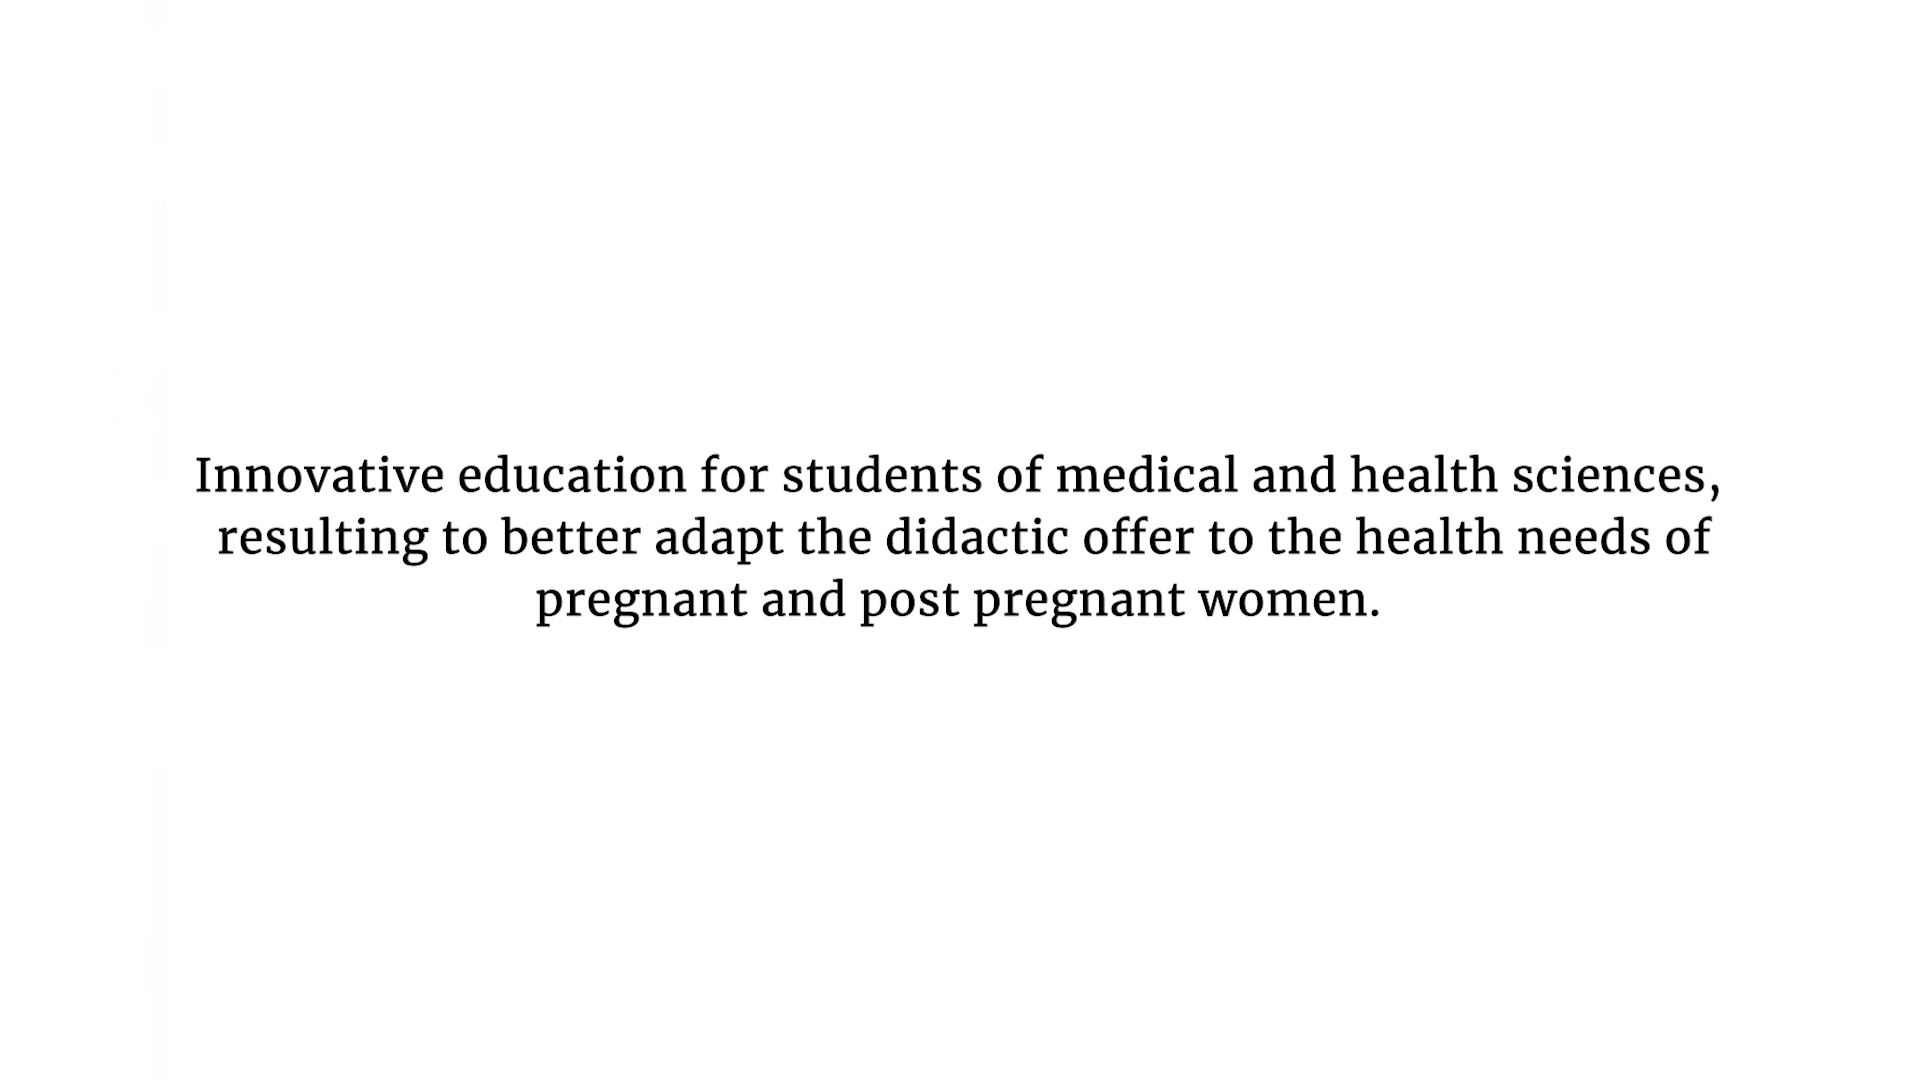 Innovative education for students of medical and health sciences,
resulting to better adapt the didactic offer to the health needs of
pregnant and post pregnant women.